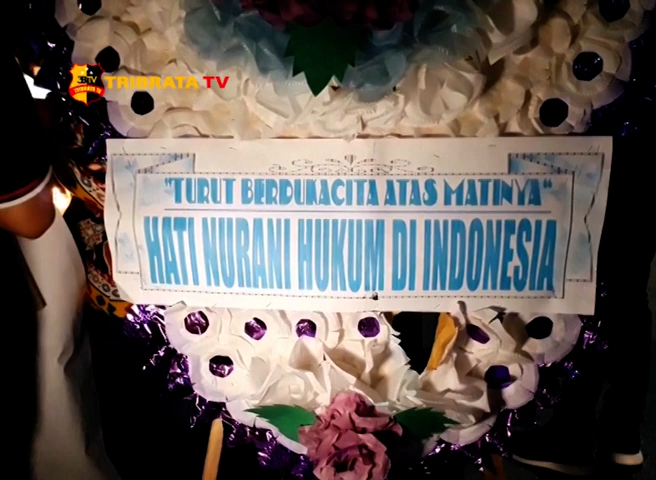 TRIBRATA TV
"TURUT BERDUKACITA ATAS MATINYA"
HATI NURANI HUKUM DI INDONESIA